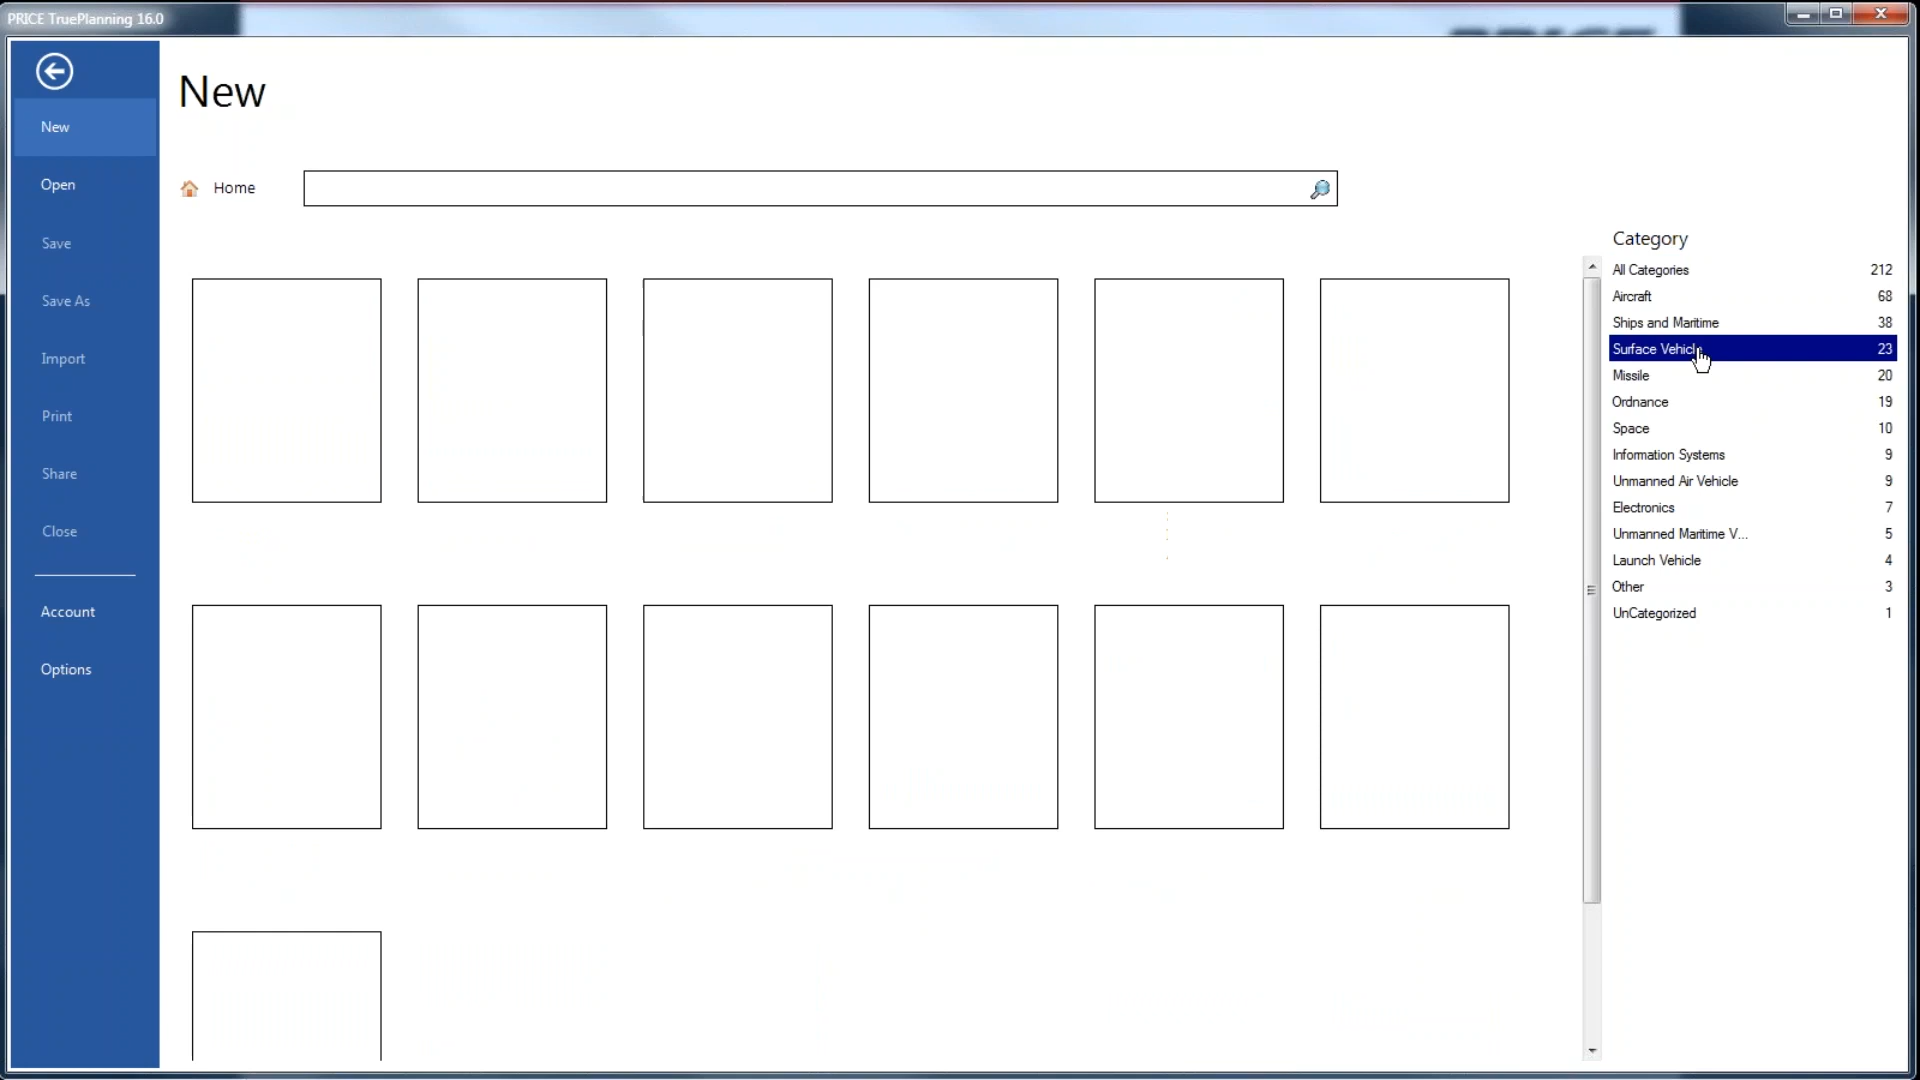 PRICE TruePlanning 16.0
New
New
Open
Home
Save
Save As
Import
Print
Share
Close
Account
Options
Category
All Categories 212
Aircraft 68
Ships and Maritime 38
Surface Vehicle 23
Missile 20
Ordnance 19
Space 10
Information Systems 9
Unmanned Air Vehicle 9
Electronics 7
Unmanned Maritime V... 5
Launch Vehicle 4
Other 3
UnCategorized 1